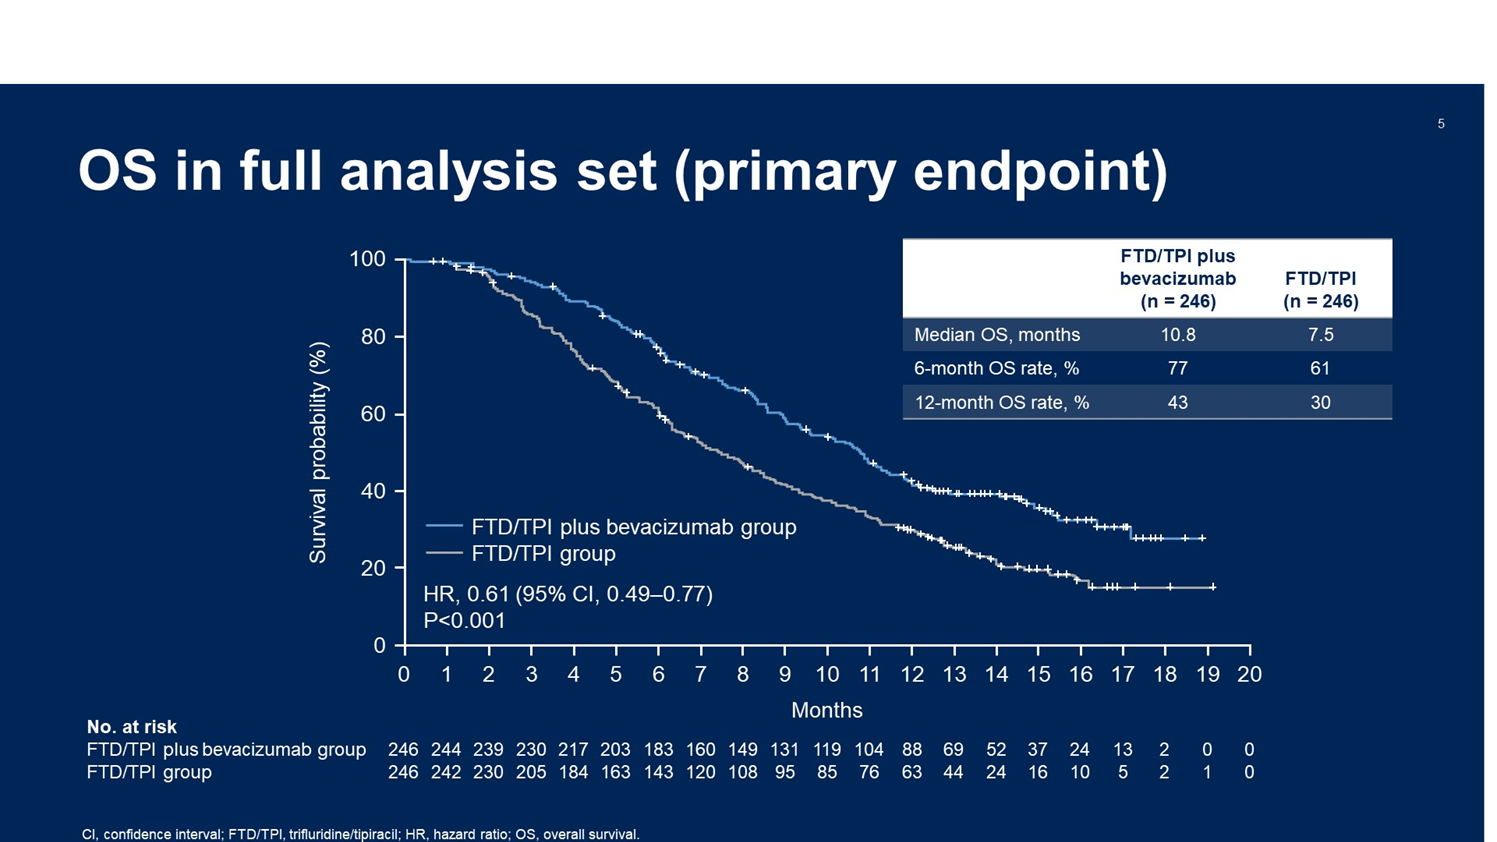 5
OS in full analysis set (primary endpoint)
FTD/TPI plus bevacizumab (n = 246) FTD/TPI (n = 246)
Median OS, months 10.8 7.5
6-month OS rate, % 77 61
12-month OS rate, % 43 30
Survival probability (%)
100
80
60
40
20
0
FTD/TPI plus bevacizumab group
FTD/TPI group
HR, 0.61 (95% CI, 0.49–0.77)
P<0.001
0 1 2 3 4 5 6 7 8 9 10 11 12 13 14 15 16 17 18 19 20
Months
No. at risk
FTD/TPI plus bevacizumab group 246 244 239 230 217 203 183 160 149 131 119 104 88 69 52 37 24 13 2 0 0
FTD/TPI group 246 242 230 205 184 163 143 120 108 95 85 76 63 44 24 16 10 5 2 1 0
CI, confidence interval; FTD/TPI, trifluridine/tipiracil; HR, hazard ratio; OS, overall survival.